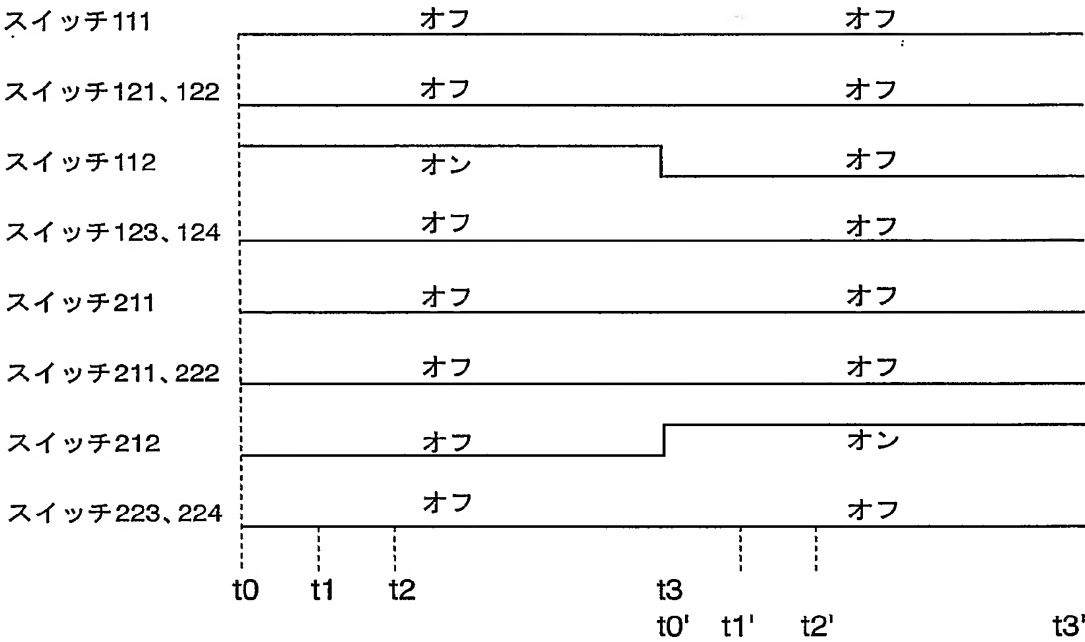 スイッチ111 オフ オフ
スイッチ121、122 オフ オフ
スイッチ112 オン オフ
スイッチ123、124 オフ オフ
スイッチ211 オフ オフ
スイッチ211、222 オフ オフ
スイッチ212 オフ オン
スイッチ223、224 オフ オフ
t0 t1 t2 t3
t0' t1' t2' t3'